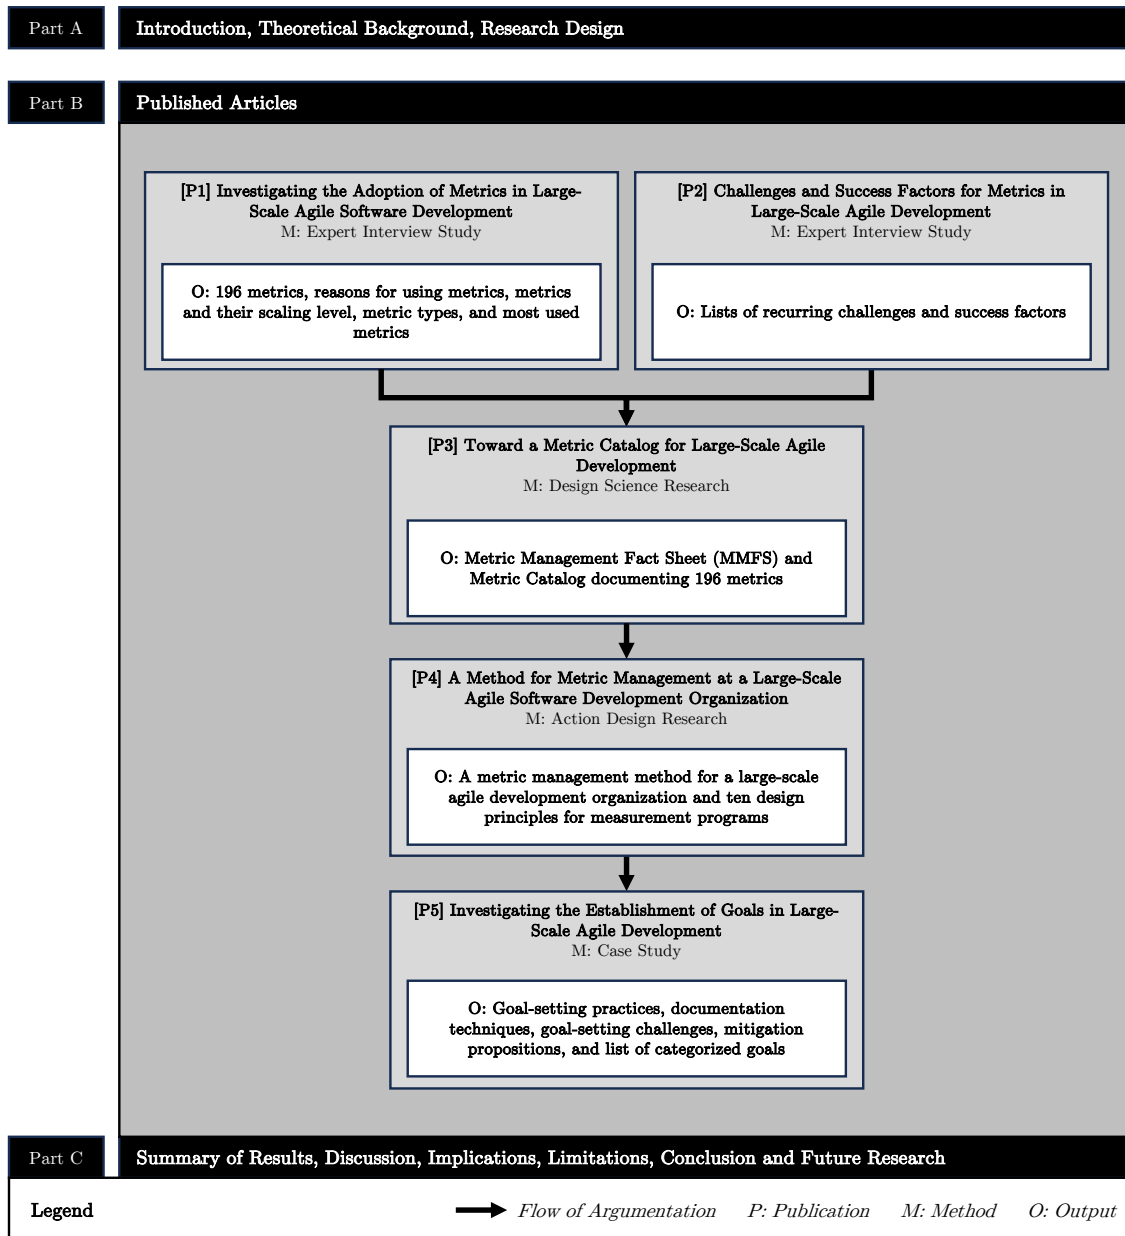 Part A
Introduction, Theoretical Background, Research Design
Part B
Published Articles
[P1] Investigating the Adoption of Metrics in Large-
Scale Agile Software Development
M: Expert Interview Study
O: 196 metrics, reasons for using metrics, metrics
and their scaling level, metric types, and most used
metrics
[P2] Challenges and Success Factors for Metrics in
Large-Scale Agile Development
M: Expert Interview Study
O: Lists of recurring challenges and success factors
[P3] Toward a Metric Catalog for Large-Scale Agile
Development
M: Design Science Research
O: Metric Management Fact Sheet (MMFS) and
Metric Catalog documenting 196 metrics
[P4] A Method for Metric Management at a Large-Scale
Agile Software Development Organization
M: Action Design Research
O: A metric management method for a large-scale
agile development organization and ten design
principles for measurement programs
[P5] Investigating the Establishment of Goals in Large-
Scale Agile Development
M: Case Study
O: Goal-setting practices, documentation
techniques, goal-setting challenges, mitigation
propositions, and list of categorized goals
Part C
Summary of Results, Discussion, Implications, Limitations, Conclusion and Future Research
Legend
Flow of Argumentation
P: Publication
M: Method
O: Output